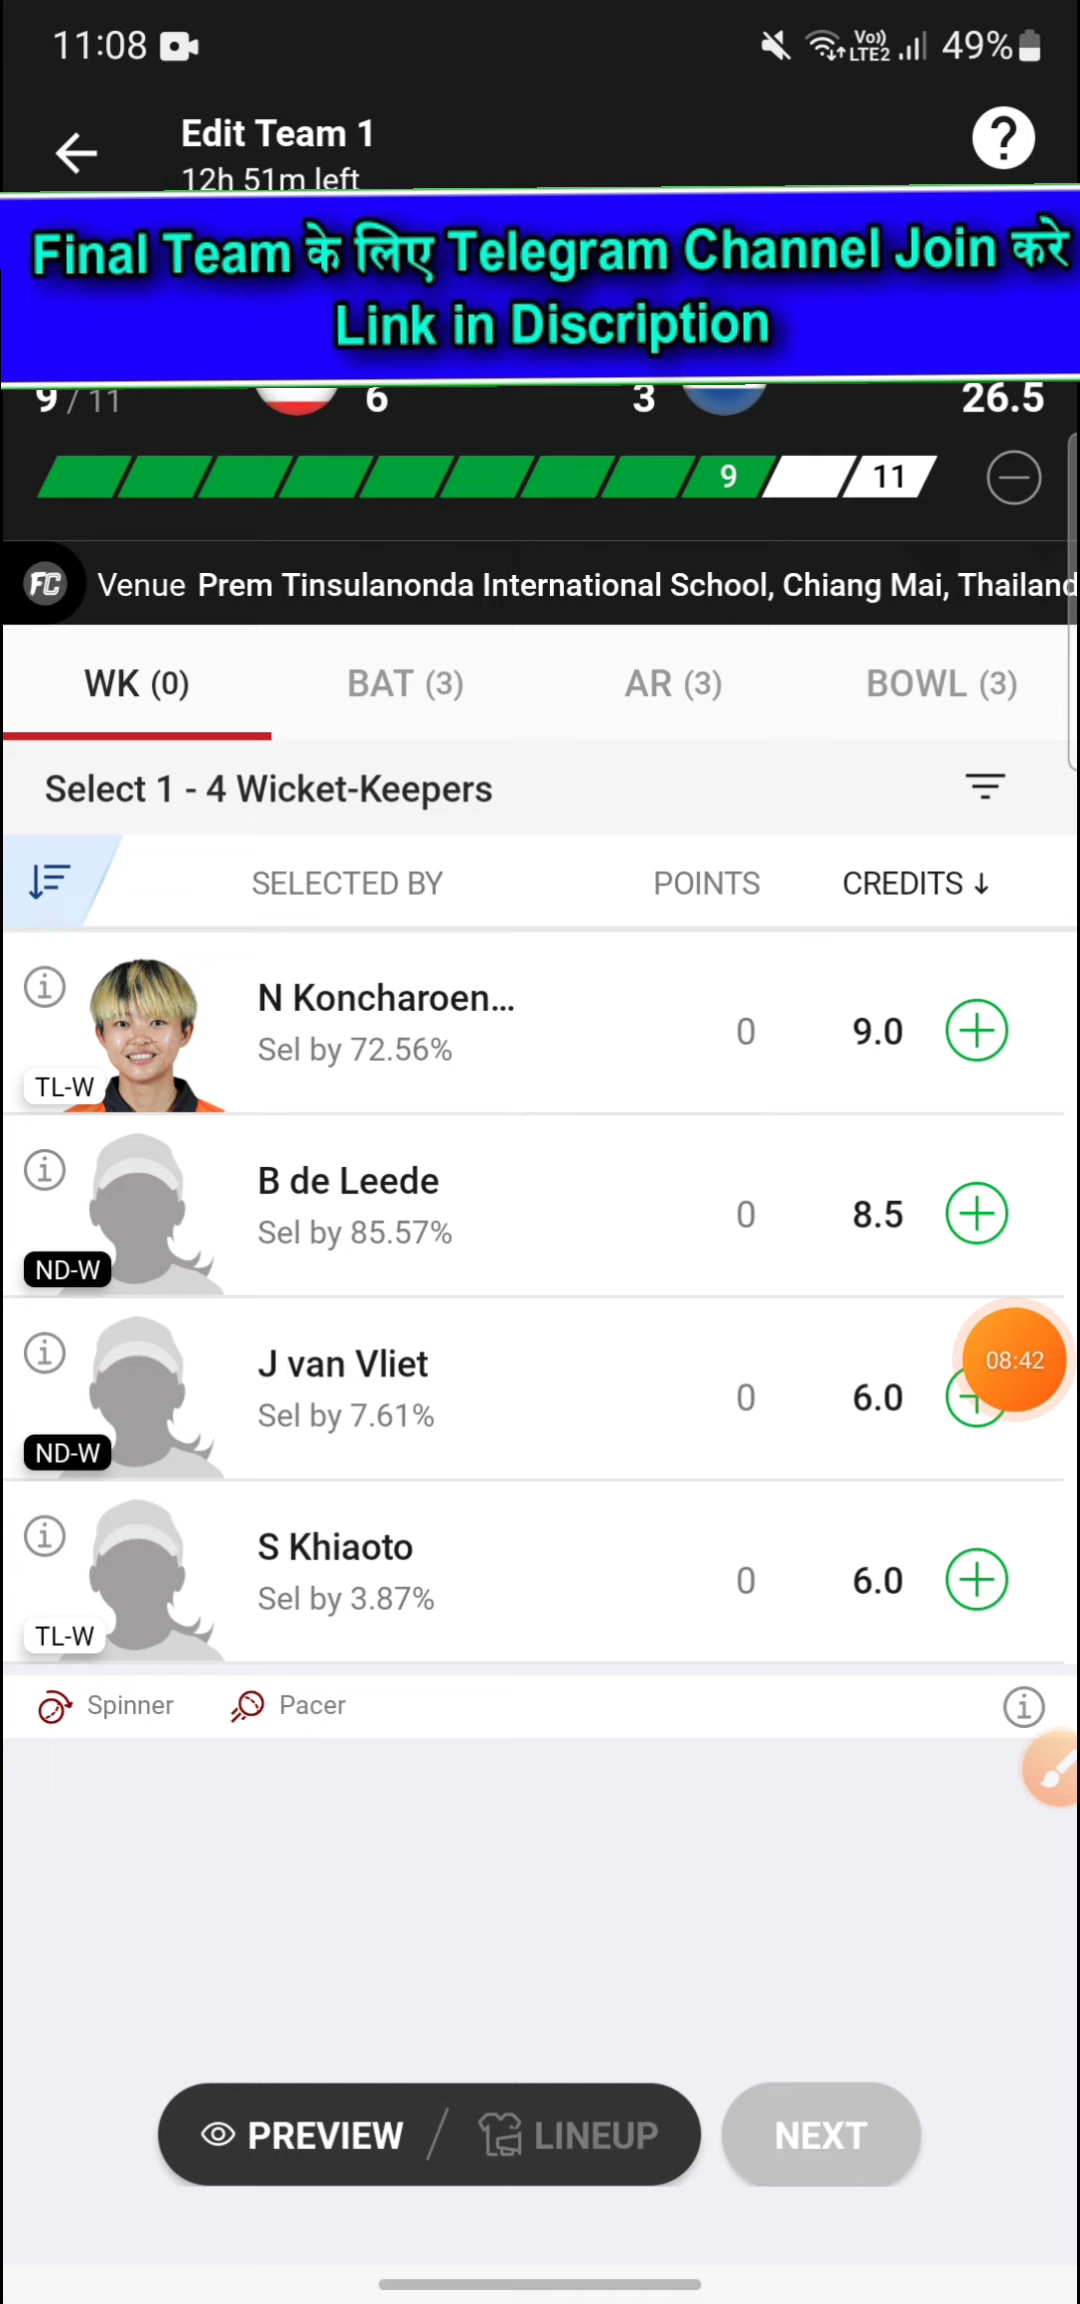 11:08
Vo)) LTE2 49%
Edit Team 1
12h 51m left
Final Team के लिए Telegram Channel Join करे
Link in Discription
9 / 11 6 3 26.5
9 11
FC Venue Prem Tinsulanonda International School, Chiang Mai, Thailand
WK (0) BAT (3) AR (3) BOWL (3)
Select 1 - 4 Wicket-Keepers
SELECTED BY POINTS CREDITS ↓
N Koncharoen... 0 9.0
Sel by 72.56%
TL-W
B de Leede 0 8.5
Sel by 85.57%
ND-W
J van Vliet 0 6.0
08:42
Sel by 7.61%
ND-W
S Khiaoto 0 6.0
Sel by 3.87%
TL-W
Spinner Pacer
PREVIEW / LINEUP NEXT